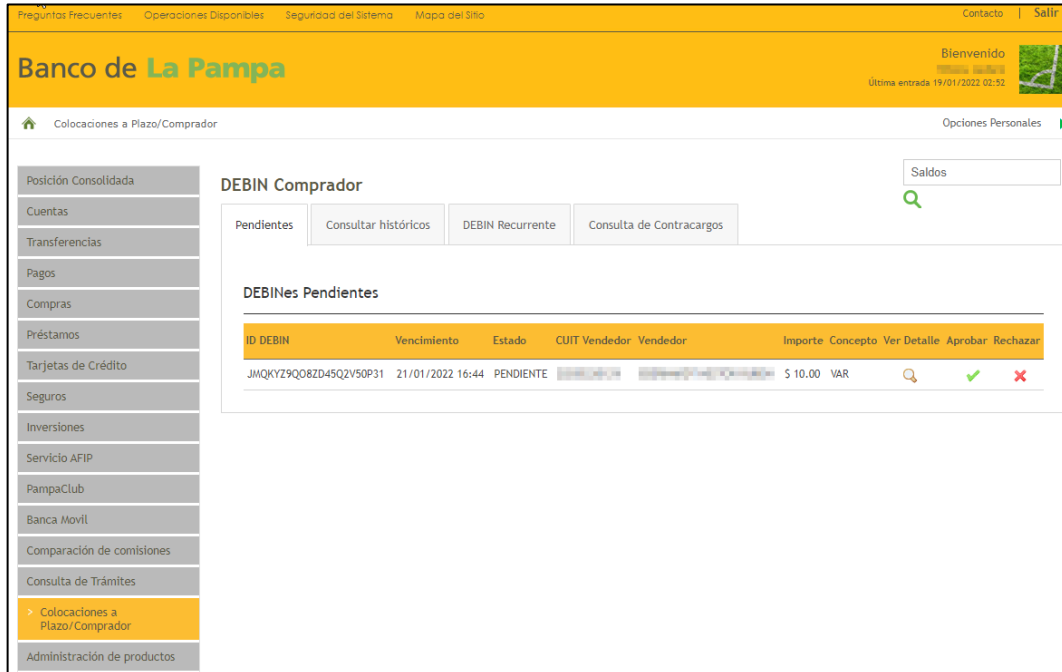 Preguntas Frecuentes Operaciones Disponibles Seguridad del Sistema Mapa del Sitio Contacto | Salir
Banco de La Pampa
Bienvenido
Última entrada 19/01/2022 02:52
Colocaciones a Plazo/Comprador Opciones Personales
Posición Consolidada
Cuentas
Transferencias
Pagos
Compras
Préstamos
Tarjetas de Crédito
Seguros
Inversiones
Servicio AFIP
PampaClub
Banca Movil
Comparación de comisiones
Consulta de Trámites
> Colocaciones a
Plazo/Comprador
Administración de productos
Saldos
DEBIN Comprador
Pendientes Consultar históricos DEBIN Recurrente Consulta de Contracargos
DEBINes Pendientes
ID DEBIN Vencimiento Estado CUIT Vendedor Vendedor Importe Concepto Ver Detalle Aprobar Rechazar
JMQKYZ9QO8ZD45Q2V50P31 21/01/2022 16:44 PENDIENTE $ 10.00 VAR